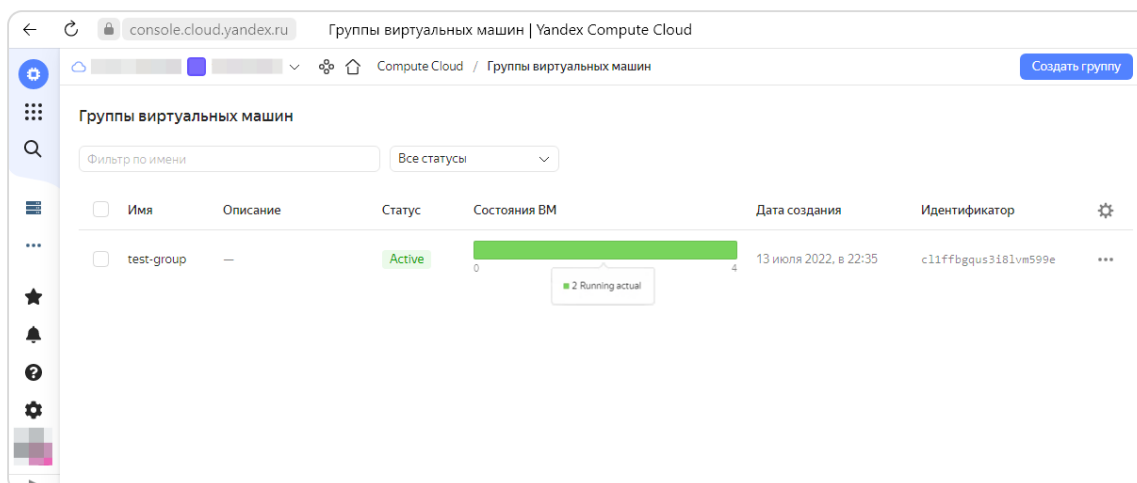 console.cloud.yandex.ru Группы виртуальных машин | Yandex Compute Cloud
Compute Cloud / Группы виртуальных машин Создать группу
Группы виртуальных машин
Фильтр по имени Все статусы
Имя Описание Статус Состояния ВМ Дата создания Идентификатор
test-group — Active 13 июля 2022, в 22:35 cl1ffbgqus3i8lvm599e
0 4
2 Running actual